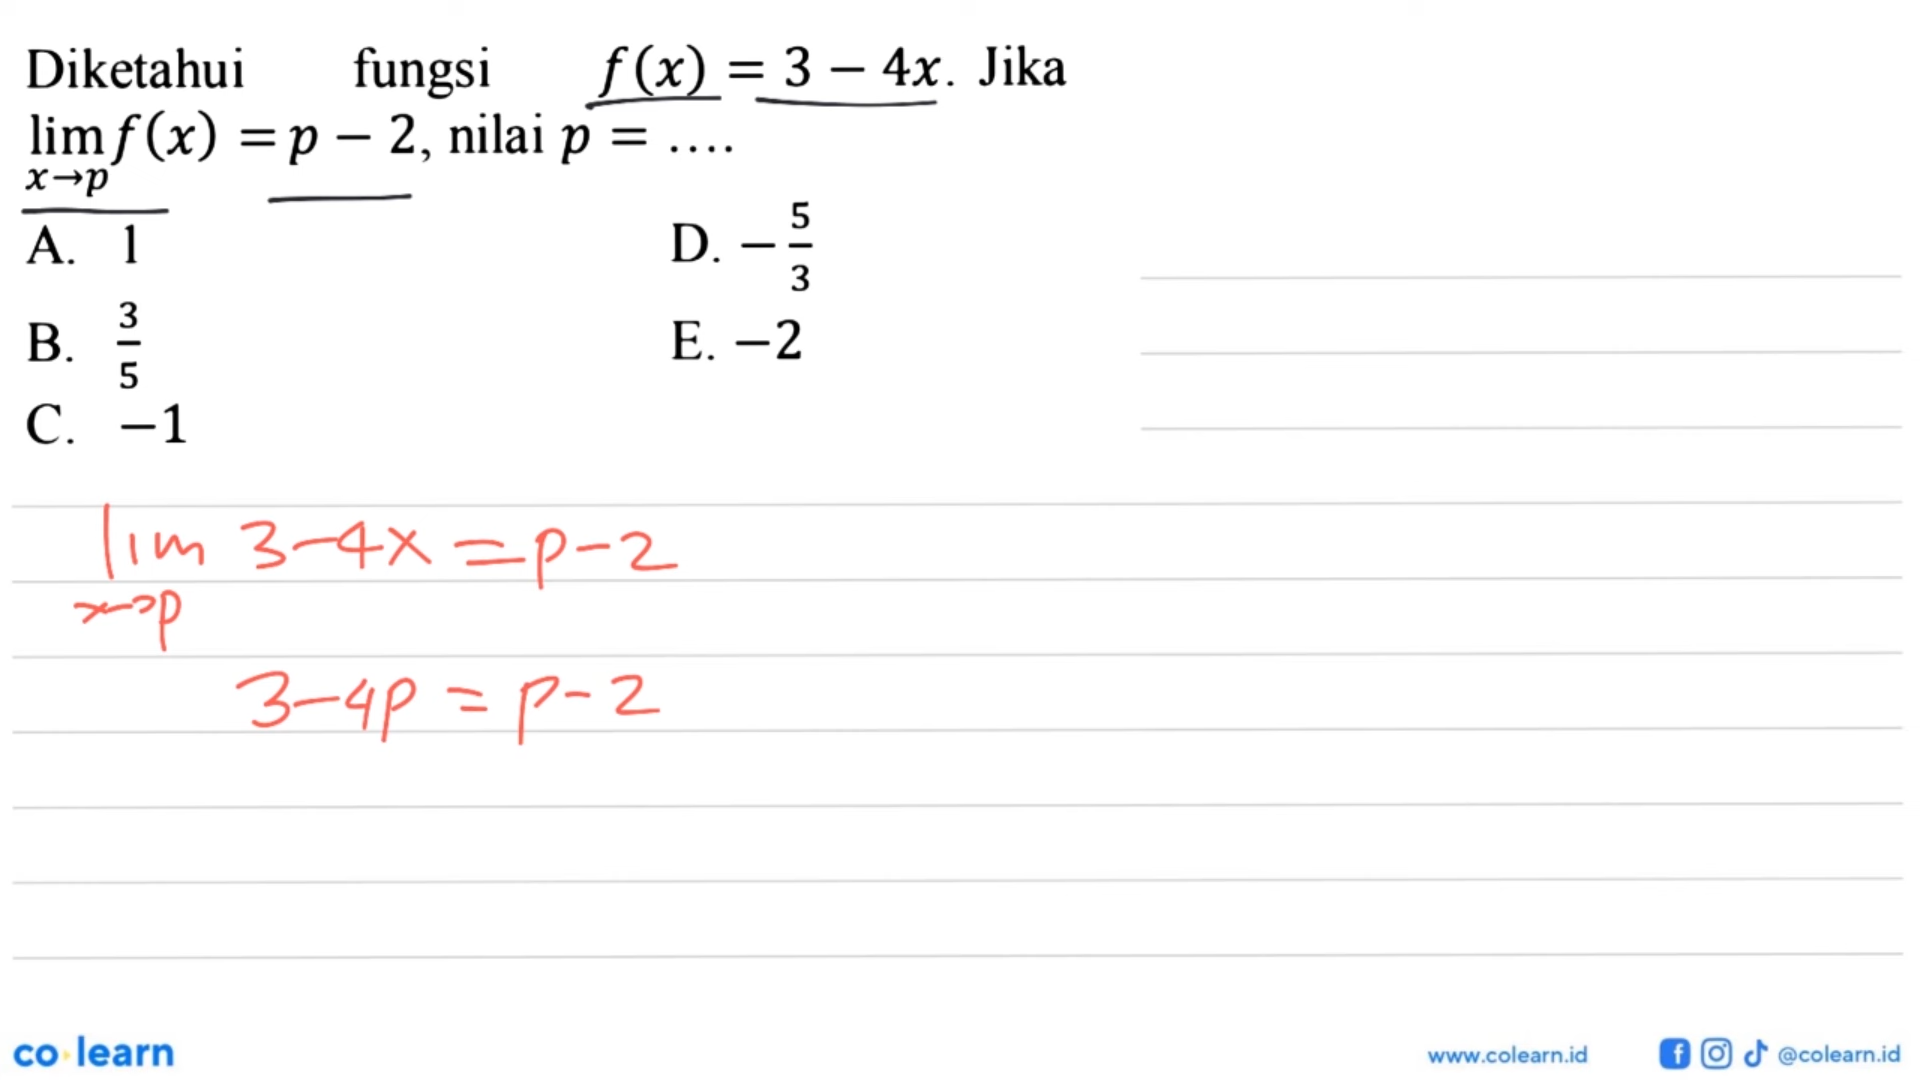 Diketahui fungsi f(x) = 3 − 4x. Jika
lim f(x) = p − 2, nilai p = ....
x→p
A. 1
D. −5/3
B. 3/5
E. −2
C. −1
lim 3−4x = p−2
x→p
3−4p = p−2
co learn
www.colearn.id
@colearn.id